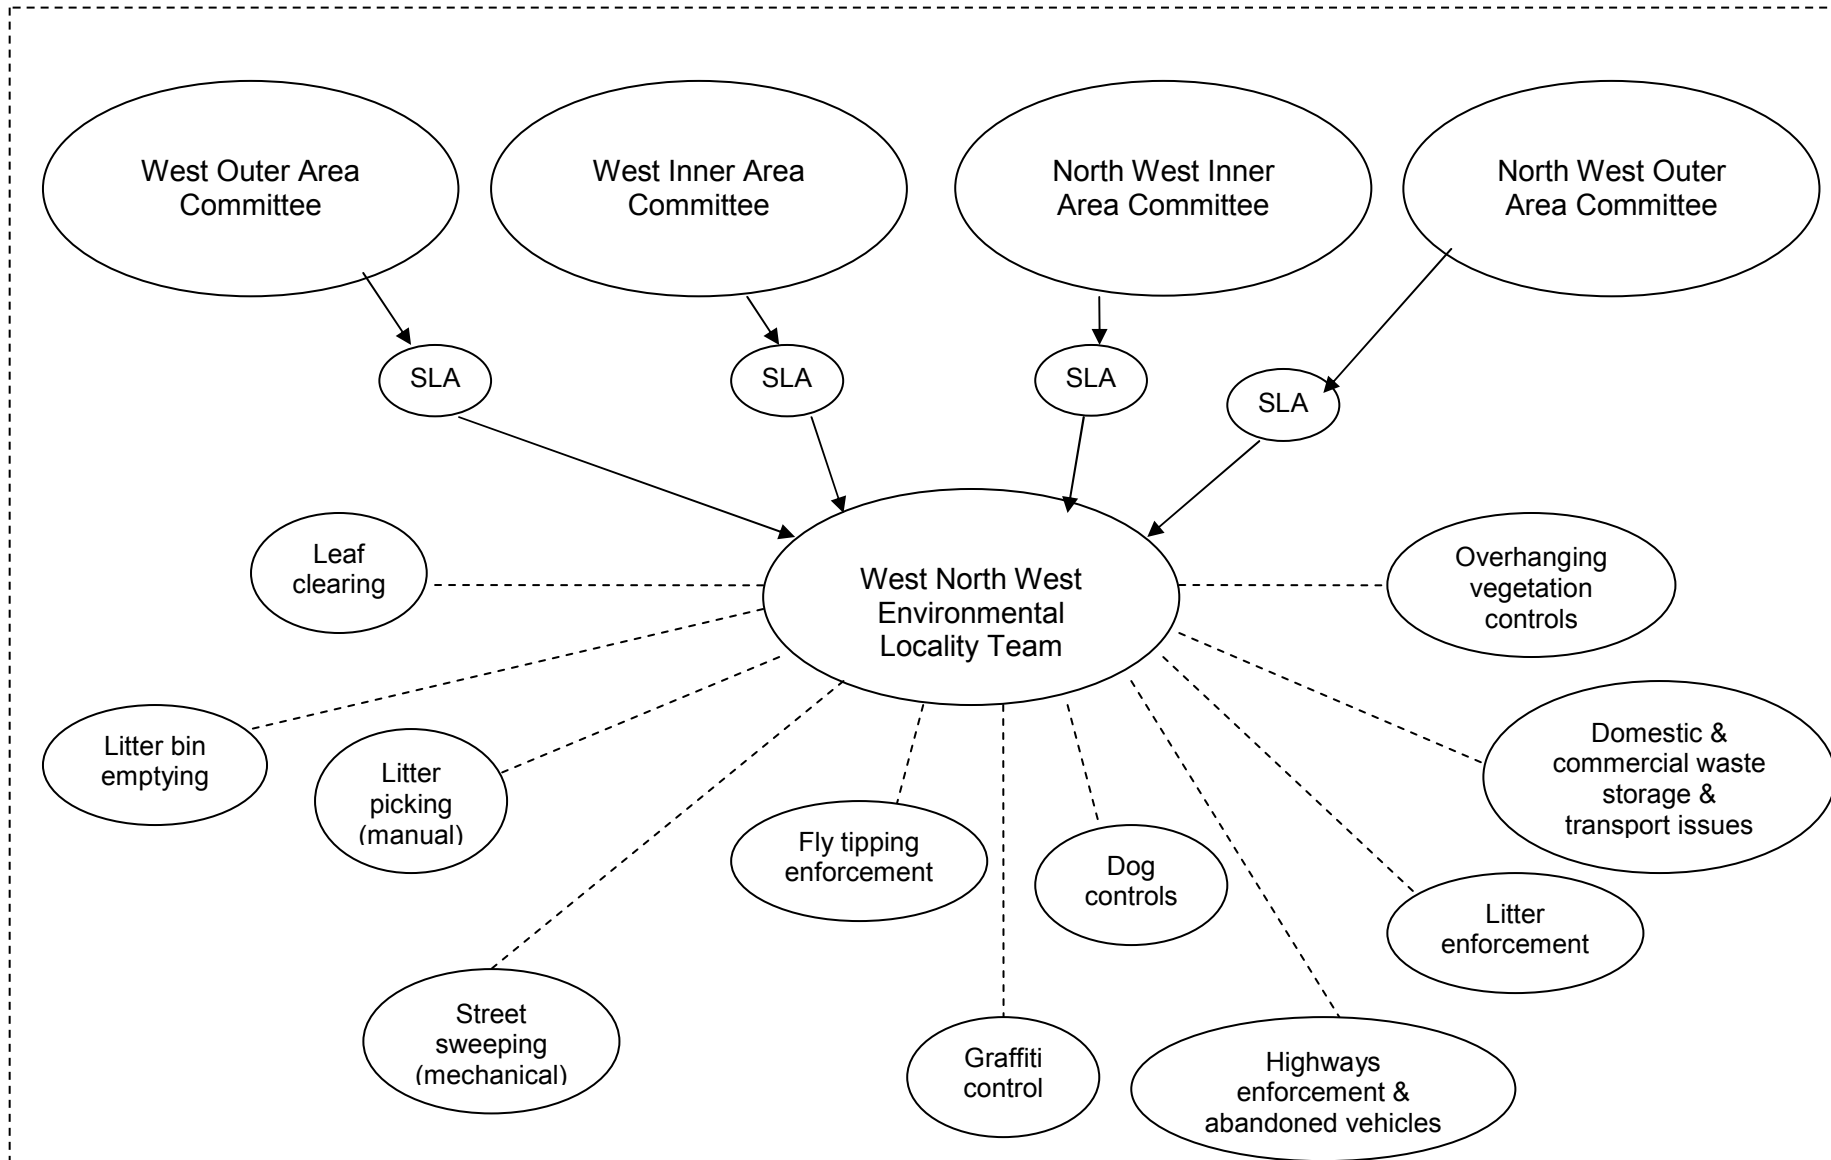 West Outer Area
Committee
West Inner Area
Committee
North West Inner
Area Committee
North West Outer
Area Committee
SLA
SLA
SLA
SLA
West North West
Environmental
Locality Team
Leaf
clearing
Overhanging
vegetation
controls
Litter bin
emptying
Litter
picking
(manual)
Domestic &
commercial waste
storage &
transport issues
Fly tipping
enforcement
Dog
controls
Litter
enforcement
Street
sweeping
(mechanical)
Graffiti
control
Highways
enforcement &
abandoned vehicles